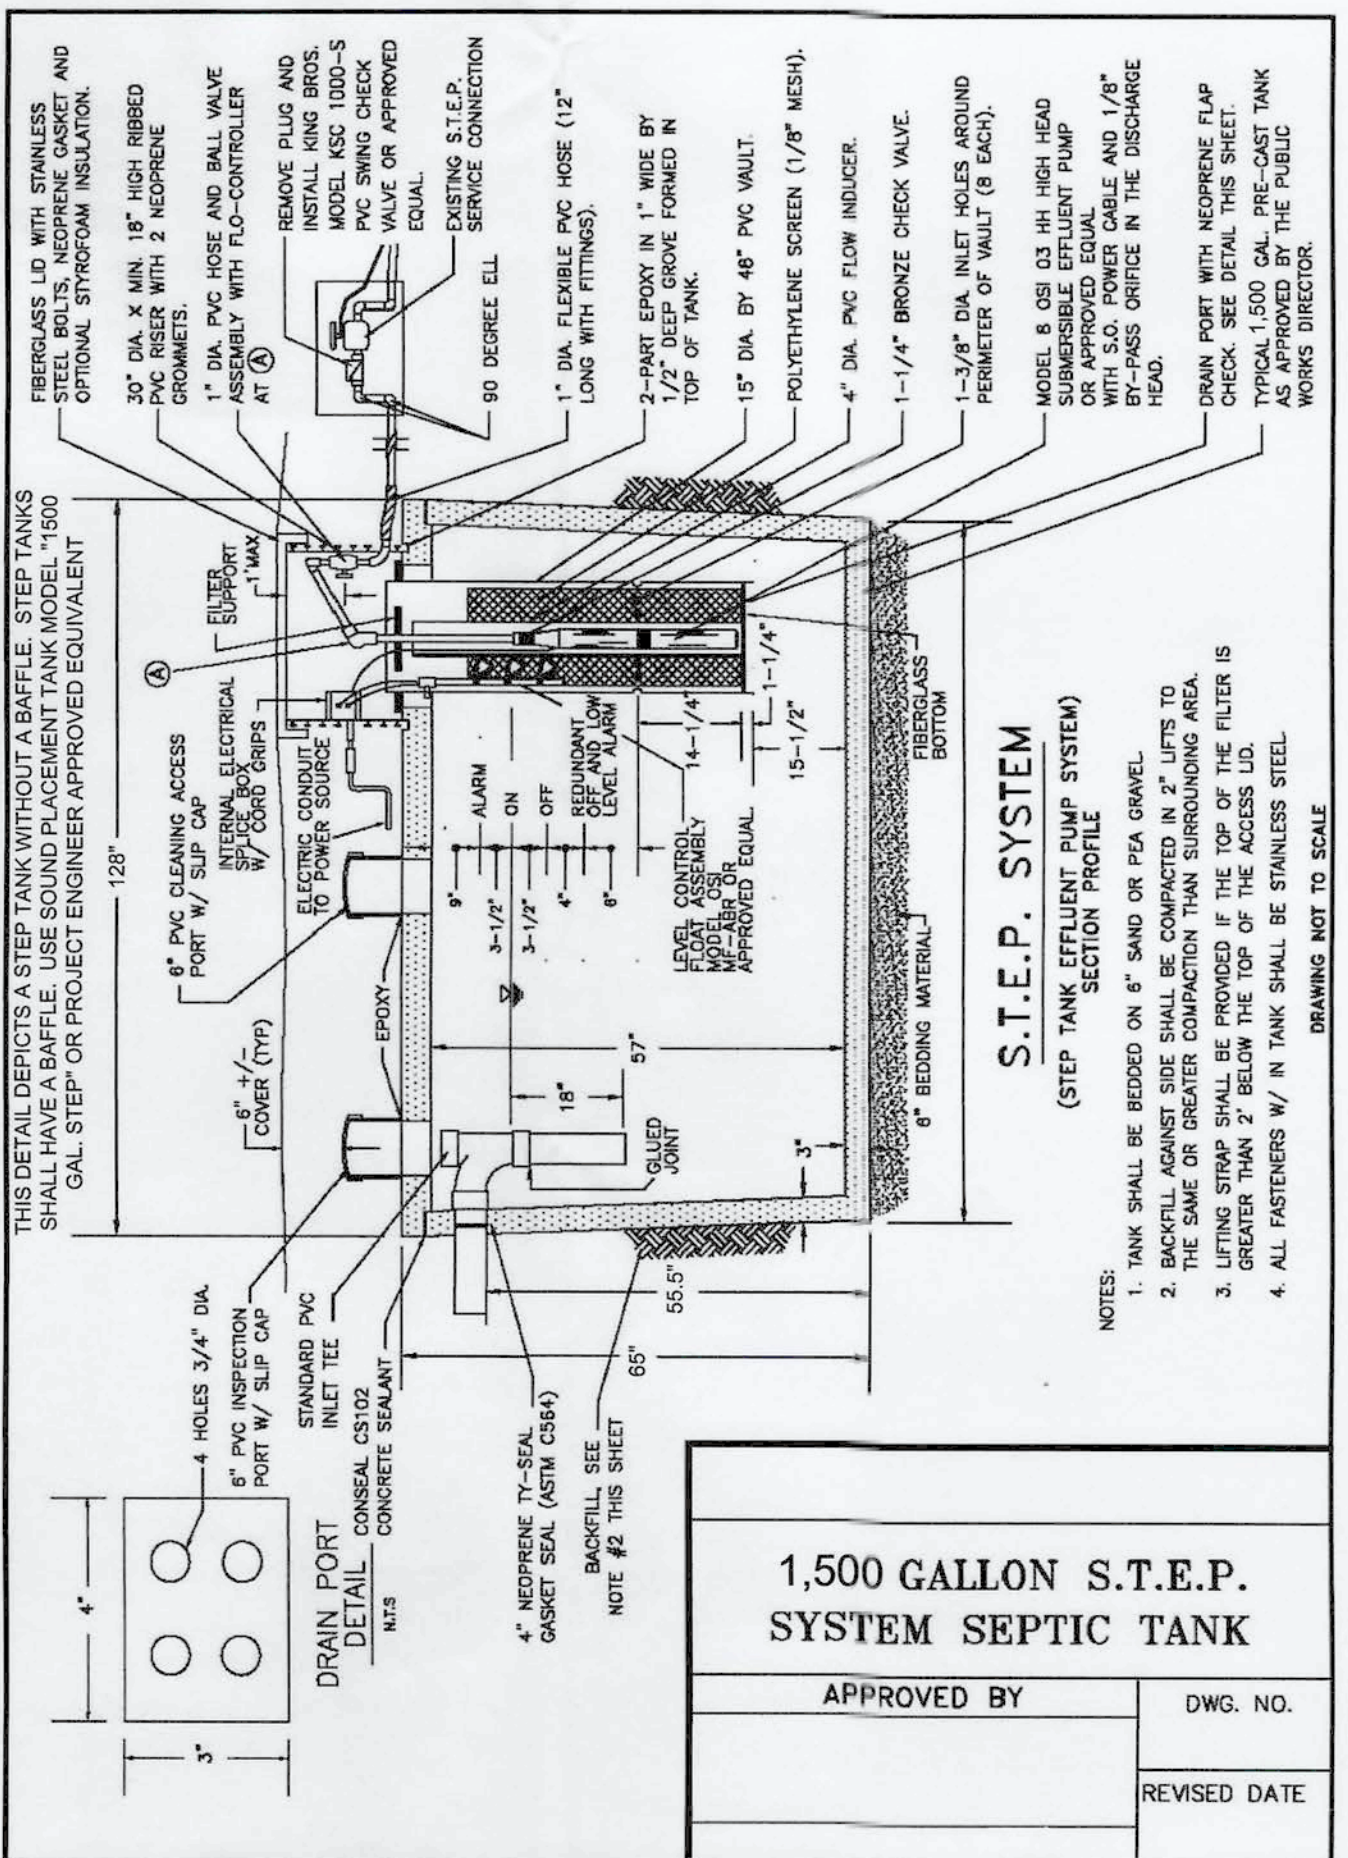 THIS DETAIL DEPICTS A STEP TANK WITHOUT A BAFFLE. STEP TANKS
SHALL HAVE A BAFFLE. USE SOUND PLACEMENT TANK MODEL "1500
GAL. STEP" OR PROJECT ENGINEER APPROVED EQUIVALENT
128"
4"
3"
4 HOLES 3/4" DIA.
DRAIN PORT
DETAIL
N.T.S
6" PVC INSPECTION
PORT W/ SLIP CAP
STANDARD PVC
INLET TEE
CONSEAL CS102
CONCRETE SEALANT
4" NEOPRENE TY-SEAL
GASKET SEAL (ASTM C564)
BACKFILL, SEE
NOTE #2 THIS SHEET
6" +/-
COVER (TYP)
EPOXY
6" PVC CLEANING ACCESS
PORT W/ SLIP CAP
INTERNAL ELECTRICAL
SPLICE BOX
W/ CORD GRIPS
ELECTRIC CONDUIT
TO POWER SOURCE
A
FILTER
SUPPORT
1"MAX
FIBERGLASS LID WITH STAINLESS
STEEL BOLTS, NEOPRENE GASKET AND
OPTIONAL STYROFOAM INSULATION.
30" DIA. X MIN. 18" HIGH RIBBED
PVC RISER WITH 2 NEOPRENE
GROMMETS.
1" DIA. PVC HOSE AND BALL VALVE
ASSEMBLY WITH FLO-CONTROLLER
AT A
REMOVE PLUG AND
INSTALL KING BROS.
MODEL KSC 1000-S
PVC SWING CHECK
VALVE OR APPROVED
EQUAL.
EXISTING S.T.E.P.
SERVICE CONNECTION
90 DEGREE ELL
1" DIA. FLEXIBLE PVC HOSE (12"
LONG WITH FITTINGS).
2-PART EPOXY IN 1" WIDE BY
1/2" DEEP GROVE FORMED IN
TOP OF TANK.
15" DIA. BY 48" PVC VAULT.
POLYETHYLENE SCREEN (1/8" MESH).
4" DIA. PVC FLOW INDUCER.
1-1/4" BRONZE CHECK VALVE.
1-3/8" DIA. INLET HOLES AROUND
PERIMETER OF VAULT (8 EACH).
MODEL 8 OSI 03 HH HIGH HEAD
SUBMERSIBLE EFFLUENT PUMP
OR APPROVED EQUAL
WITH S.O. POWER CABLE AND 1/8"
BY-PASS ORIFICE IN THE DISCHARGE
HEAD.
DRAIN PORT WITH NEOPRENE FLAP
CHECK. SEE DETAIL THIS SHEET.
TYPICAL 1,500 GAL. PRE-CAST TANK
AS APPROVED BY THE PUBLIC
WORKS DIRECTOR.
9"
ALARM
3-1/2"
ON
3-1/2"
OFF
4"
REDUNDANT
OFF AND LOW
LEVEL ALARM
6"
LEVEL CONTROL
FLOAT ASSEMBLY
MODEL OSI
MF-ABR OR
APPROVED EQUAL.
14-1/4"
1-1/4"
15-1/2"
FIBERGLASS
BOTTOM
57"
18"
GLUED
JOINT
3"
55.5"
65"
6" BEDDING MATERIAL
S.T.E.P. SYSTEM
(STEP TANK EFFLUENT PUMP SYSTEM)
SECTION PROFILE
NOTES:
1. TANK SHALL BE BEDDED ON 6" SAND OR PEA GRAVEL.
2. BACKFILL AGAINST SIDE SHALL BE COMPACTED IN 2" LIFTS TO
THE SAME OR GREATER COMPACTION THAN SURROUNDING AREA.
3. LIFTING STRAP SHALL BE PROVIDED IF THE TOP OF THE FILTER IS
GREATER THAN 2' BELOW THE TOP OF THE ACCESS LID.
4. ALL FASTENERS W/ IN TANK SHALL BE STAINLESS STEEL.
DRAWING NOT TO SCALE
1,500 GALLON S.T.E.P.
SYSTEM SEPTIC TANK
APPROVED BY
DWG. NO.
REVISED DATE